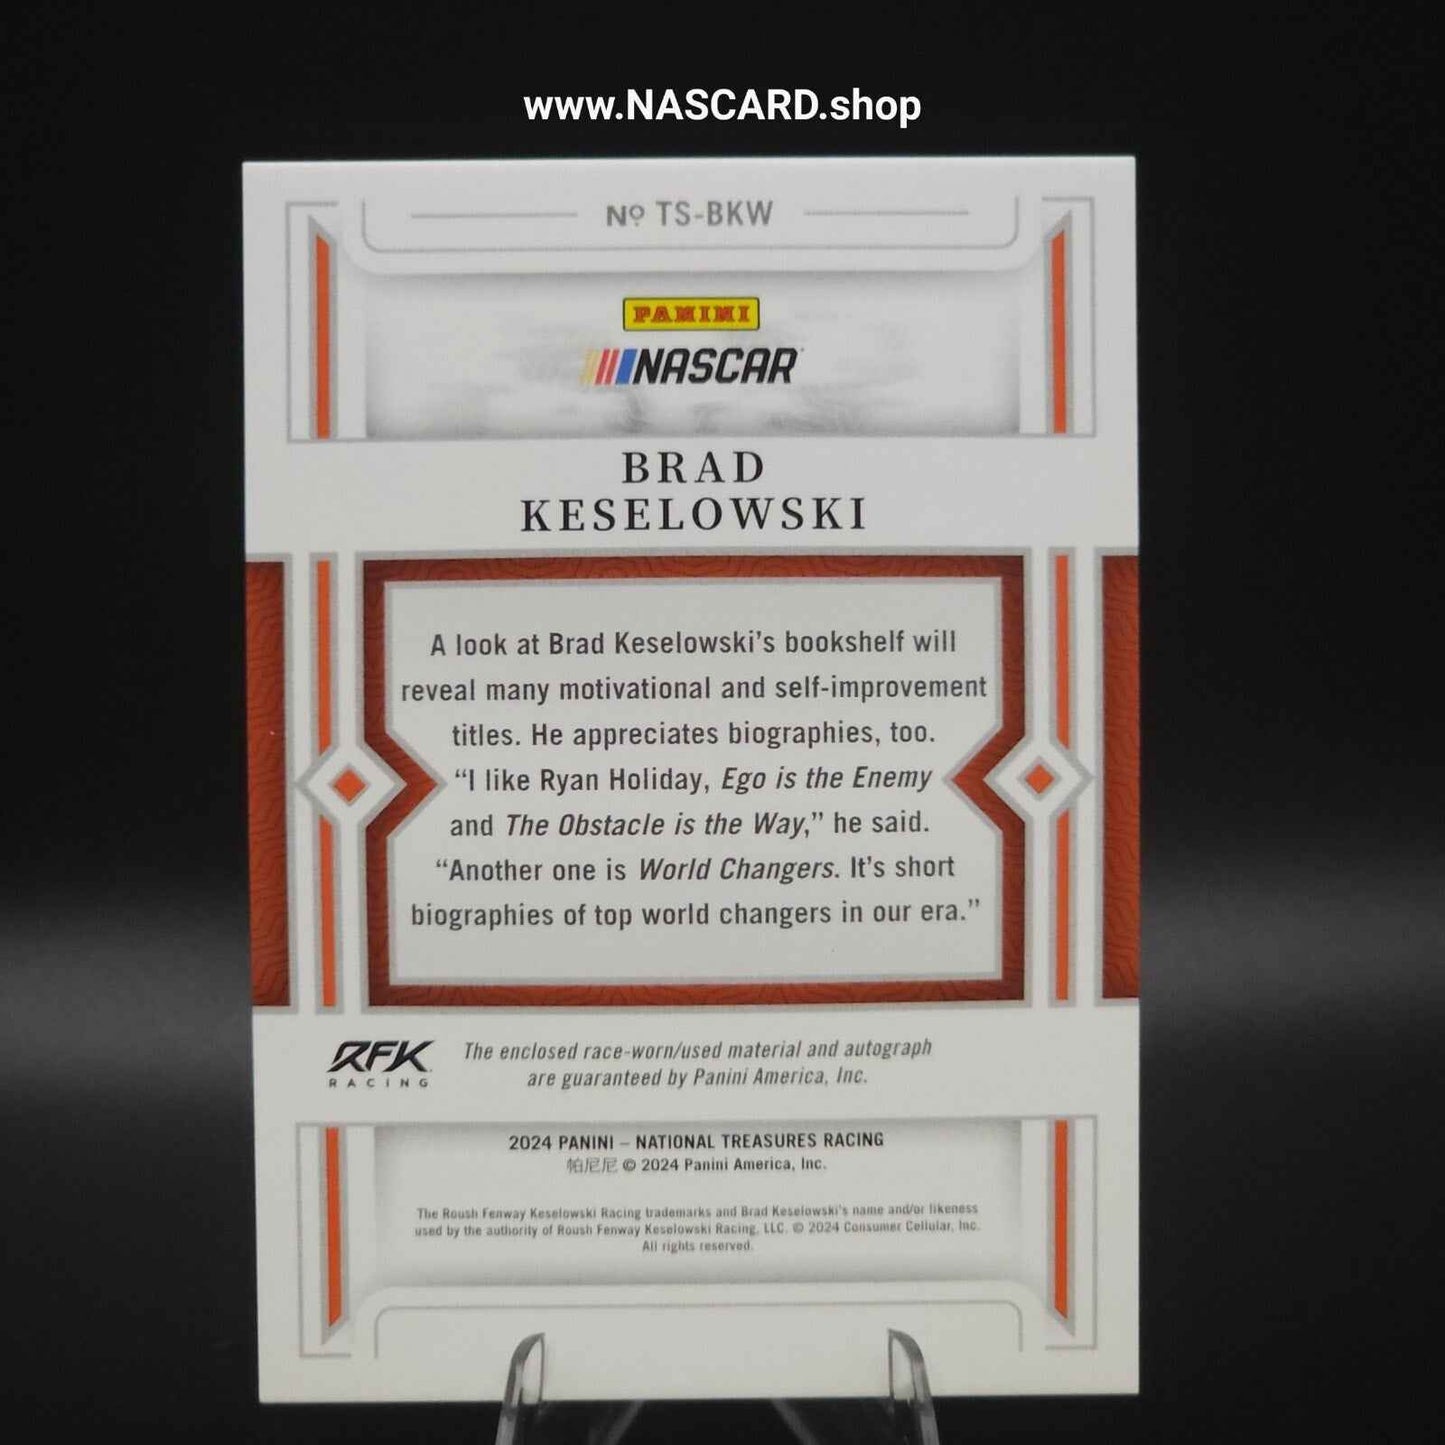 www.NASCARD.shop
Nº TS-BKW
PANINI
NASCAR
BRAD
KESELOWSKI
A look at Brad Keselowski's bookshelf will
reveal many motivational and self-improvement
titles. He appreciates biographies, too.
“I like Ryan Holiday, Ego is the Enemy
and The Obstacle is the Way,” he said.
“Another one is World Changers. It's short
biographies of top world changers in our era.”
RFK
RACING
The enclosed race-worn/used material and autograph
are guaranteed by Panini America, Inc.
2024 PANINI – NATIONAL TREASURES RACING
帕尼尼 © 2024 Panini America, Inc.
The Roush Fenway Keselowski Racing trademarks and Brad Keselowski's name and/or likeness
used by the authority of Roush Fenway Keselowski Racing, LLC. © 2024 Consumer Cellular, Inc.
All rights reserved.